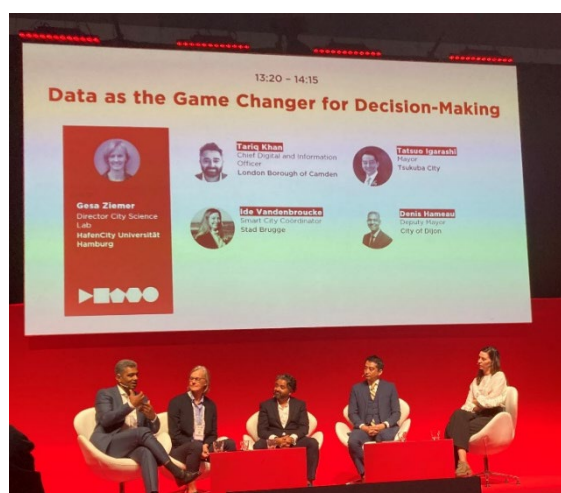 13:20 – 14:15
Data as the Game Changer for Decision-Making
Gesa Ziemer
Director City Science
Lab
HafenCity Universität
Hamburg
Tariq Khan
Chief Digital and Information
Officer
London Borough of Camden
Tatsuo Igarashi
Mayor
Tsukuba City
Ide Vandenbroucke
Smart City Coördinator
Stad Brugge
Denis Hameau
Deputy Mayor
City of Dijon